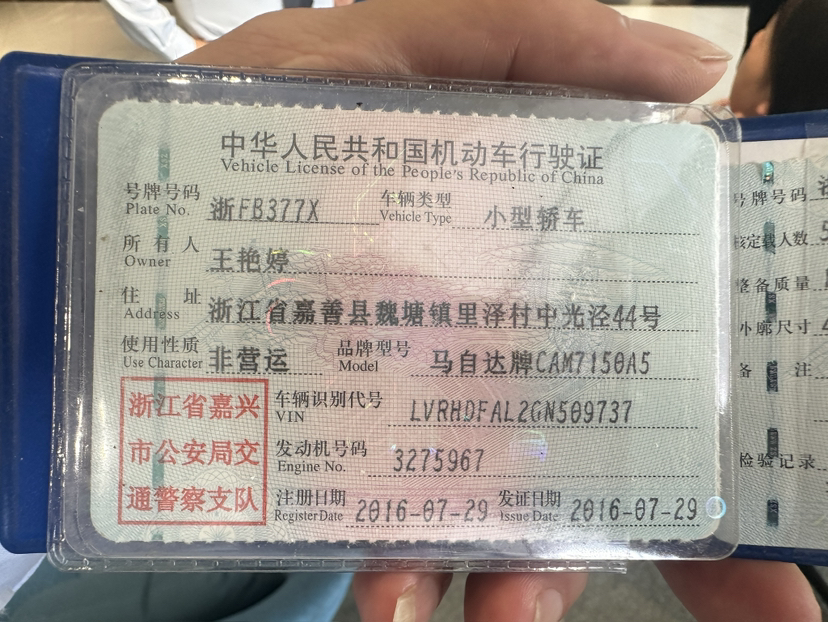 中华人民共和国机动车行驶证
Vehicle License of the People's Republic of China
号牌号码 浙FB377X 车辆类型 小型轿车
Plate No. Vehicle Type
所有人 王艳婷
Owner
住址 浙江省嘉善县魏塘镇里泽村中光泾44号
Address
使用性质 非营运 品牌型号 马自达牌CAM7150A5
Use Character Model
浙江省嘉兴
市公安局交
通警察支队
车辆识别代号 LVRHDFAL2GN509737
VIN
发动机号码 3275967
Engine No.
注册日期 2016-07-29 发证日期 2016-07-29
Register Date Issue Date
号牌号码
核定载人数
整备质量
外廓尺寸
备注
检验记录